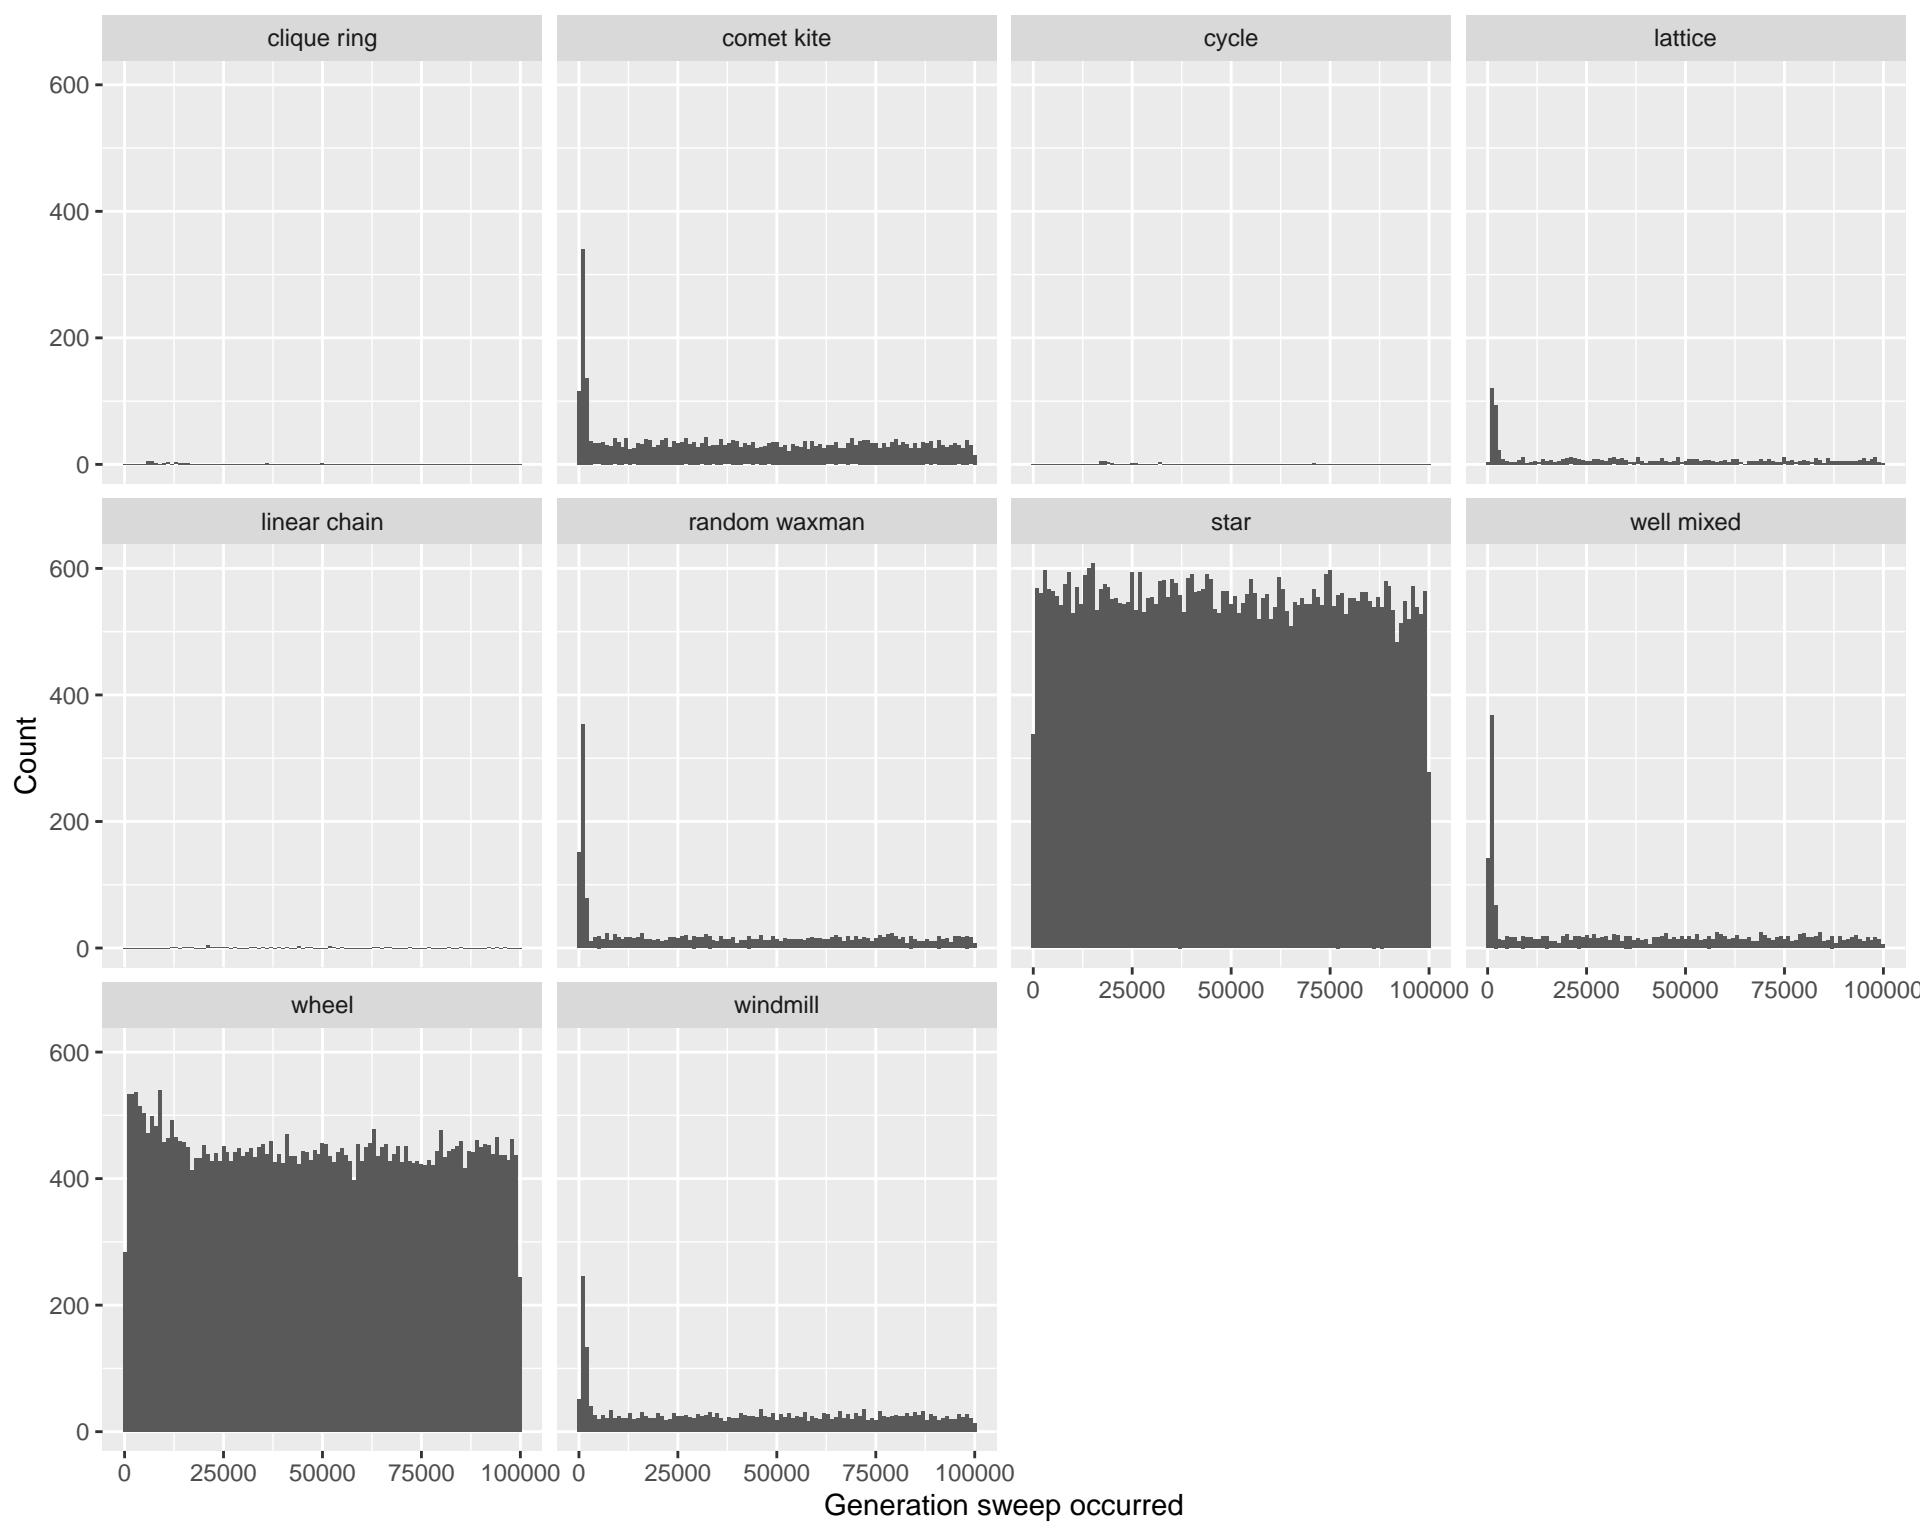 clique ring
comet kite
cycle
lattice
600
400
200
0
linear chain
random waxman
star
well mixed
600
400
200
0
0 25000 50000 75000 100000
0 25000 50000 75000 100000
wheel
windmill
600
400
200
0
0 25000 50000 75000 100000
0 25000 50000 75000 100000
Count
Generation sweep occurred